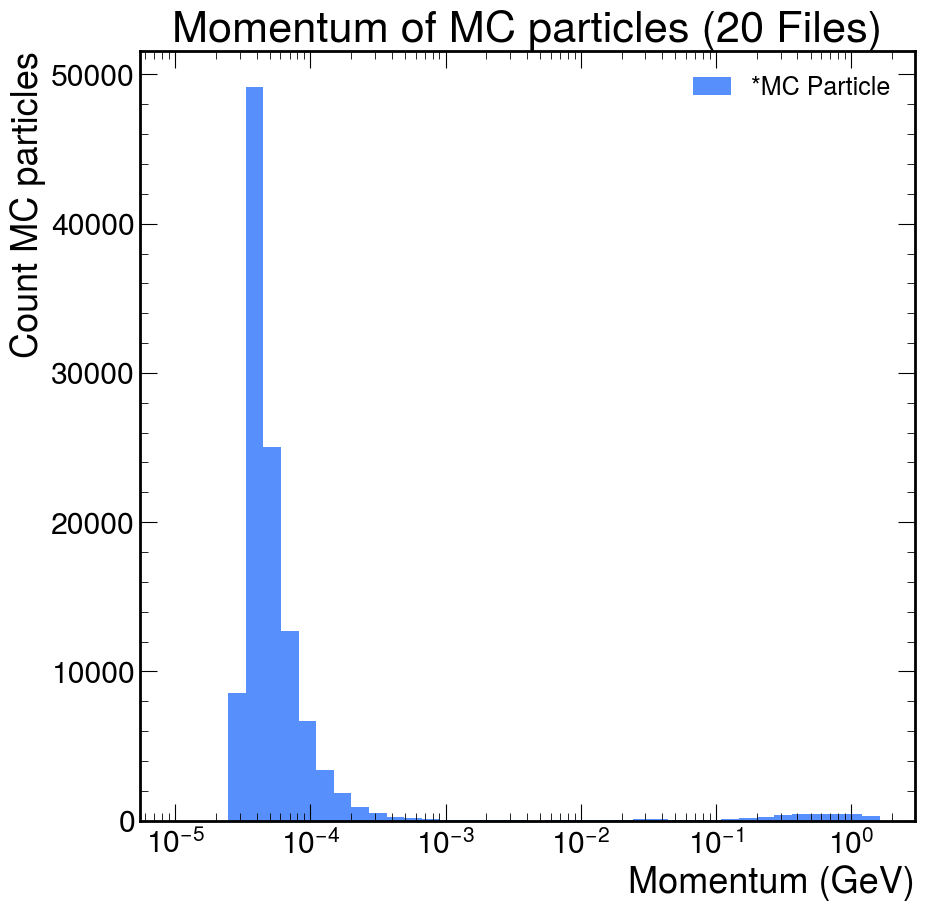 Momentum of MC particles (20 Files)
*MC Particle
Count MC particles
50000
40000
30000
20000
10000
0
10⁻⁵ 10⁻⁴ 10⁻³ 10⁻² 10⁻¹ 10⁰
Momentum (GeV)